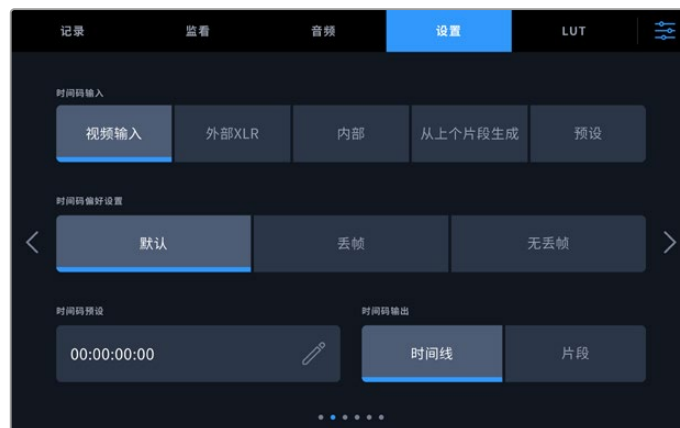 记录 监看 音频 设置 LUT
时间码输入
视频输入 外部XLR 内部 从上个片段生成 预设
时间码偏好设置
默认 丢帧 无丢帧
时间码预设 时间码输出
00:00:00:00 时间线 片段